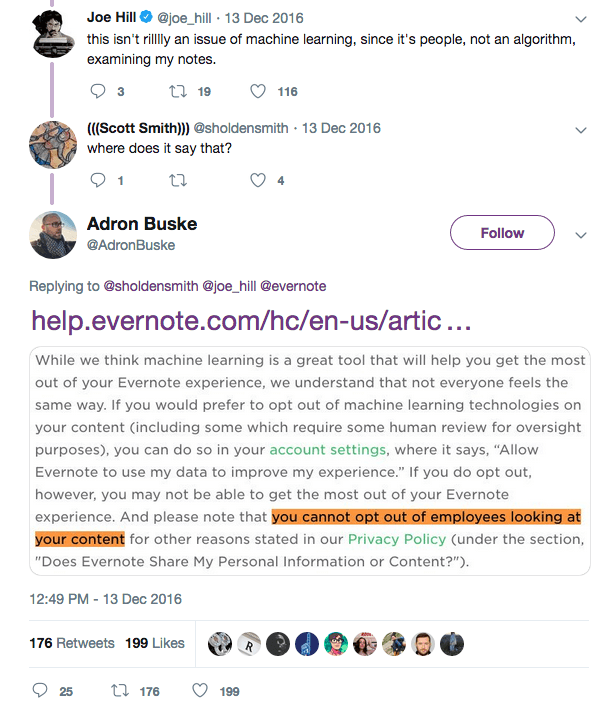 Joe Hill @joe_hill · 13 Dec 2016
this isn't rilllly an issue of machine learning, since it's people, not an algorithm,
examining my notes.
3 19 116
(((Scott Smith))) @sholdensmith · 13 Dec 2016
where does it say that?
1 4
Adron Buske
@AdronBuske
Follow
Replying to @sholdensmith @joe_hill @evernote
help.evernote.com/hc/en-us/artic ...
While we think machine learning is a great tool that will help you get the most
out of your Evernote experience, we understand that not everyone feels the
same way. If you would prefer to opt out of machine learning technologies on
your content (including some which require some human review for oversight
purposes), you can do so in your account settings, where it says, “Allow
Evernote to use my data to improve my experience.” If you do opt out,
however, you may not be able to get the most out of your Evernote
experience. And please note that you cannot opt out of employees looking at
your content for other reasons stated in our Privacy Policy (under the section,
"Does Evernote Share My Personal Information or Content?").
12:49 PM - 13 Dec 2016
176 Retweets 199 Likes
R
25 176 199